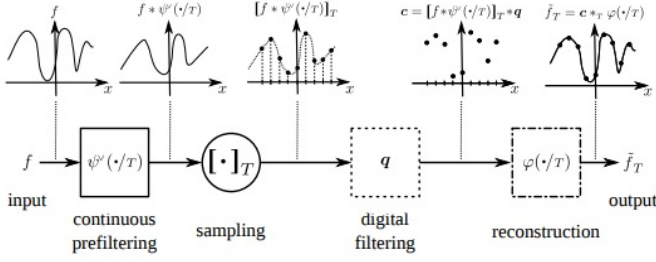 f
f ∗ ψ^∨(·/T)
[f ∗ ψ^∨(·/T)]_T
c = [f ∗ ψ^∨(·/T)]_T ∗ q
f̃_T = c ∗_T φ(·/T)
x
x
x
x
x
f
ψ^∨(·/T)
[·]_T
q
φ(·/T)
f̃_T
input
continuous
prefiltering
sampling
digital
filtering
reconstruction
output